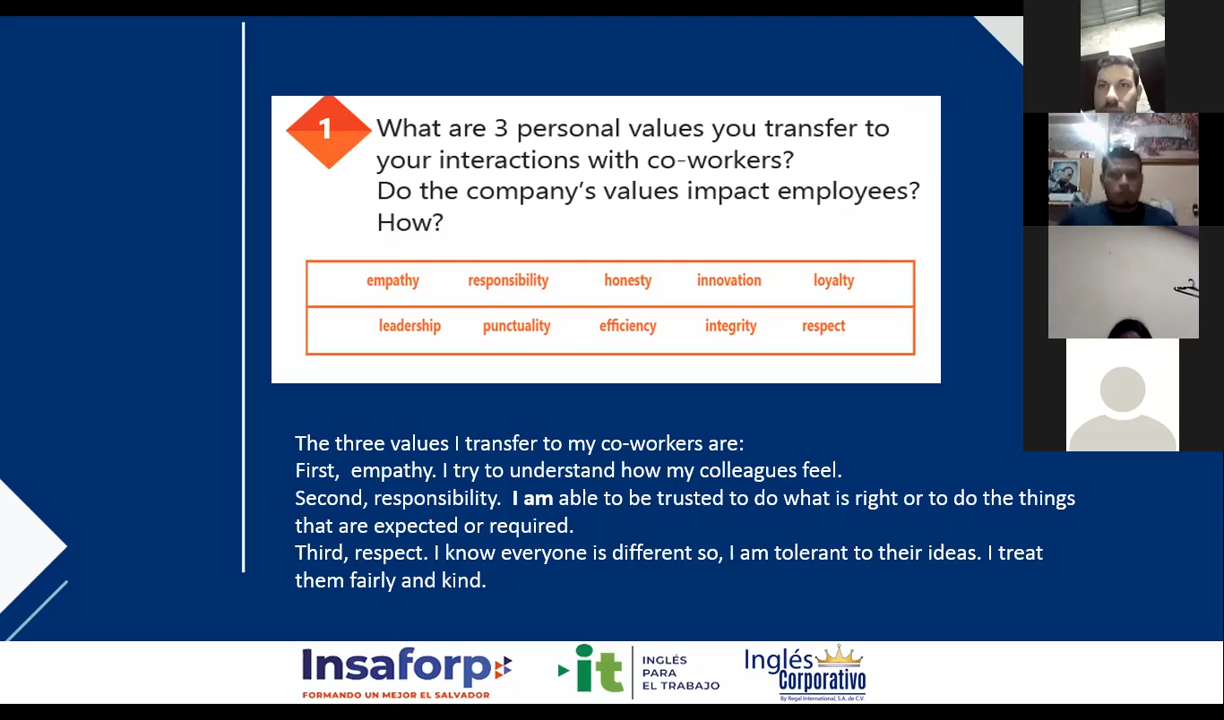 1
What are 3 personal values you transfer to
your interactions with co-workers?
Do the company's values impact employees?
How?
empathy responsibility honesty innovation loyalty
leadership punctuality efficiency integrity respect
The three values I transfer to my co-workers are:
First, empathy. I try to understand how my colleagues feel.
Second, responsibility. I am able to be trusted to do what is right or to do the things
that are expected or required.
Third, respect. I know everyone is different so, I am tolerant to their ideas. I treat
them fairly and kind.
Insaforp
FORMANDO UN MEJOR EL SALVADOR
it
INGLÉS
PARA
EL TRABAJO
Inglés
Corporativo
By Regal International, S.A. de C.V.